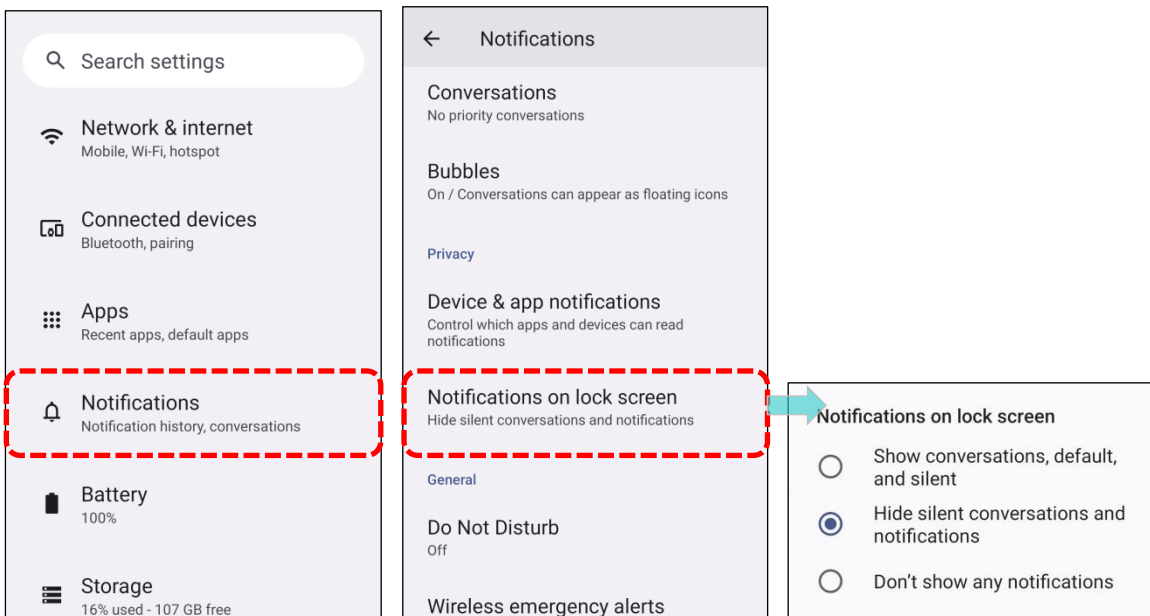 Search settings
Network & internet
Mobile, Wi-Fi, hotspot
Connected devices
Bluetooth, pairing
Apps
Recent apps, default apps
Notifications
Notification history, conversations
Battery
100%
Storage
16% used - 107 GB free
Notifications
Conversations
No priority conversations
Bubbles
On / Conversations can appear as floating icons
Privacy
Device & app notifications
Control which apps and devices can read
notifications
Notifications on lock screen
Hide silent conversations and notifications
General
Do Not Disturb
Off
Wireless emergency alerts
Notifications on lock screen
Show conversations, default,
and silent
Hide silent conversations and
notifications
Don't show any notifications